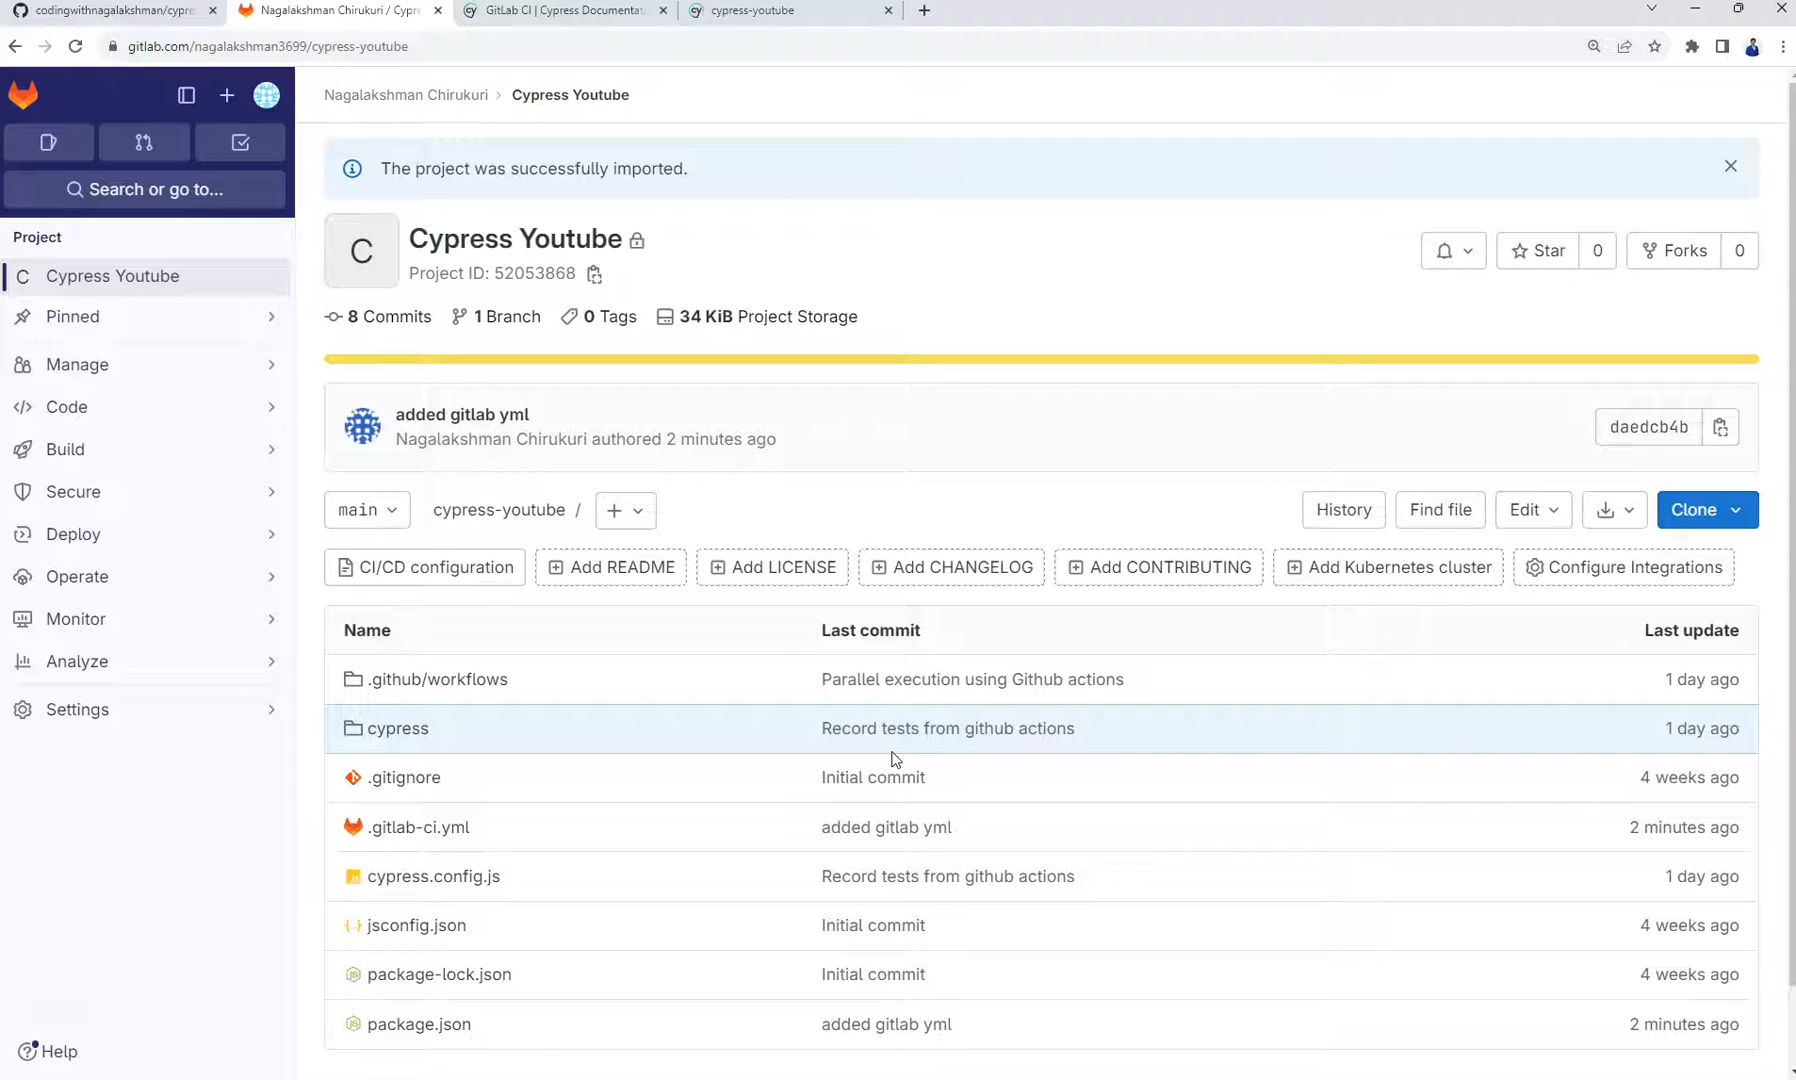 codingwithnagalakshman/cypre
Nagalakshman Chirukuri / Cypre
GitLab CI | Cypress Documentat
cypress-youtube
gitlab.com/nagalakshman3699/cypress-youtube
Search or go to...
Project
C Cypress Youtube
Pinned
Manage
Code
Build
Secure
Deploy
Operate
Monitor
Analyze
Settings
Help
Nagalakshman Chirukuri › Cypress Youtube
The project was successfully imported.
C
Cypress Youtube
Project ID: 52053868
Star 0
Forks 0
8 Commits 1 Branch 0 Tags 34 KiB Project Storage
added gitlab yml
Nagalakshman Chirukuri authored 2 minutes ago
daedcb4b
main cypress-youtube / + History Find file Edit Clone
CI/CD configuration Add README Add LICENSE Add CHANGELOG Add CONTRIBUTING Add Kubernetes cluster Configure Integrations
Name Last commit Last update
.github/workflows Parallel execution using Github actions 1 day ago
cypress Record tests from github actions 1 day ago
.gitignore Initial commit 4 weeks ago
.gitlab-ci.yml added gitlab yml 2 minutes ago
cypress.config.js Record tests from github actions 1 day ago
jsconfig.json Initial commit 4 weeks ago
package-lock.json Initial commit 4 weeks ago
package.json added gitlab yml 2 minutes ago